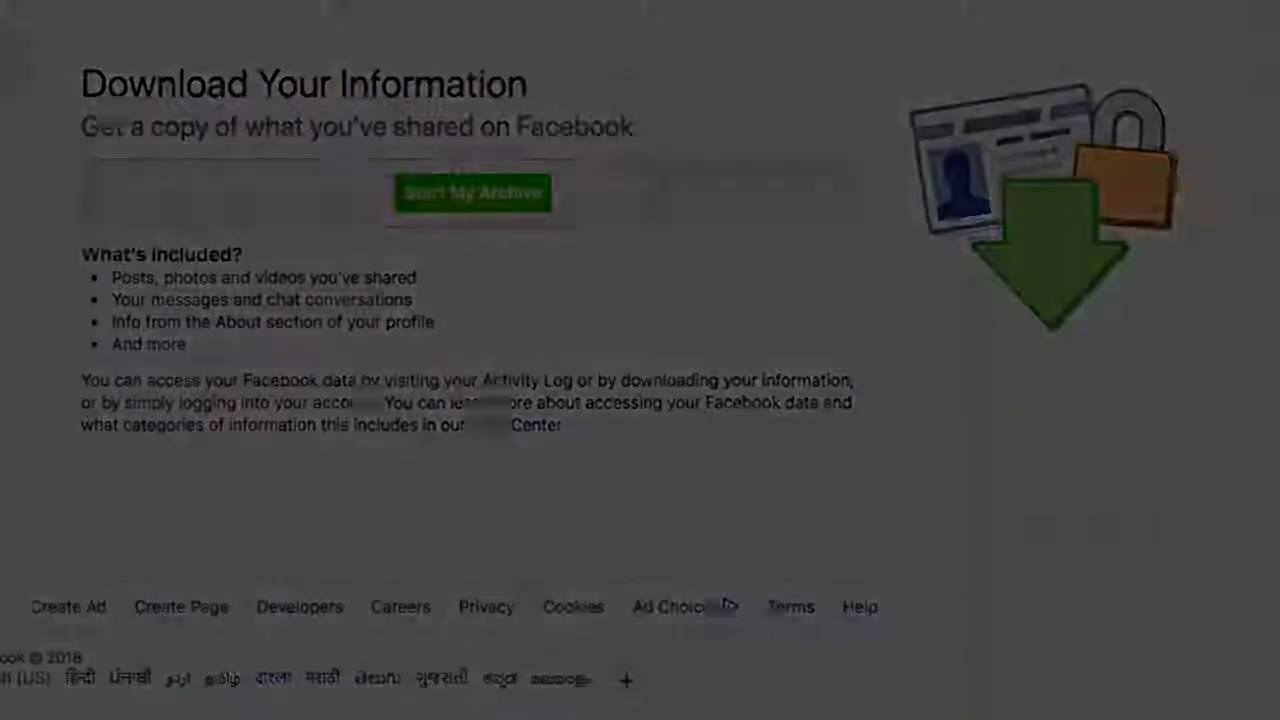 Download Your Information
Get a copy of what you've shared on Facebook
Start My Archive
What's included?
• Posts, photos and videos you've shared
• Your messages and chat conversations
• Info from the About section of your profile
• And more
You can access your Facebook data by visiting your Activity Log or by downloading your information,
or by simply logging into your You can about accessing your Facebook data and
what categories of information this includes in our Center
Create Ad Create Page Developers Careers Privacy Cookies Terms Help
© 2018
(US) हिन्दी ਪੰਜਾਬੀ اردو தமிழ் বাংলা मराठी తెలుగు ગુજરાતી ಕನ್ನಡ മലയാളം +